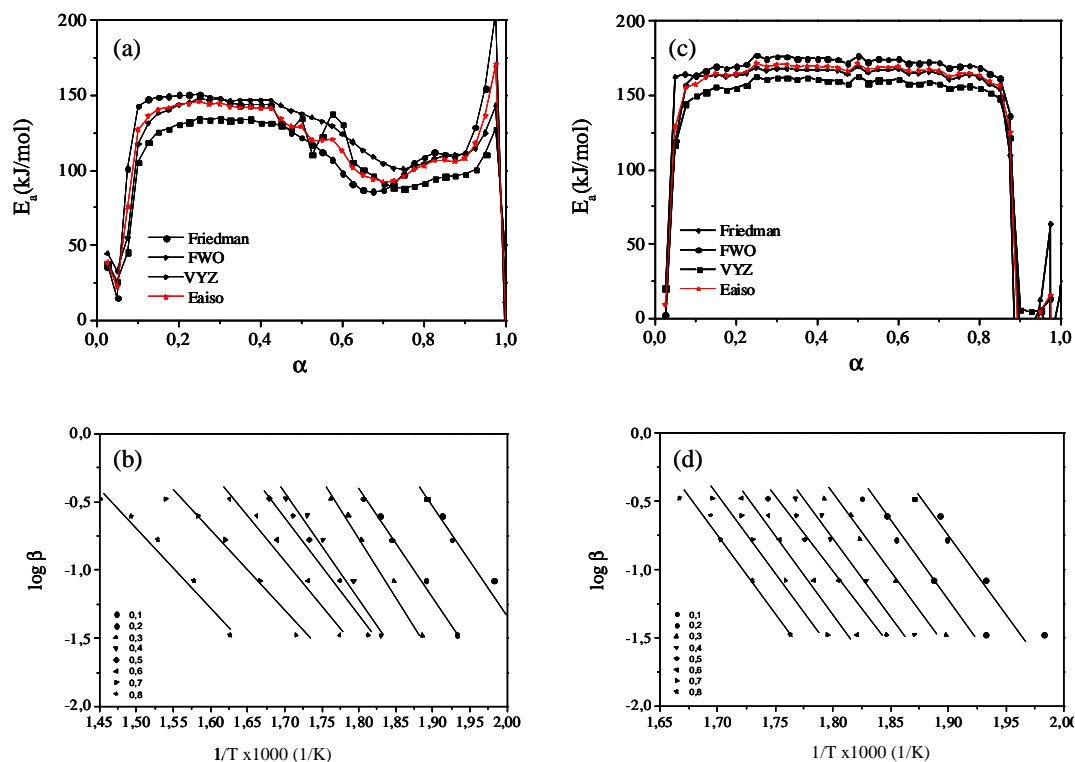 (a)
200
150
100
50
0
E_a(kJ/mol)
Friedman
FWO
VYZ
Eaiso
0,0 0,2 0,4 0,6 0,8 1,0
α
(c)
200
150
100
50
0
E_a(kJ/mol)
Friedman
FWO
VYZ
Eaiso
0,0 0,2 0,4 0,6 0,8 1,0
α
(b)
0,0
-0,5
-1,0
-1,5
-2,0
log β
0,1
0,2
0,3
0,4
0,5
0,6
0,7
0,8
1,45 1,50 1,55 1,60 1,65 1,70 1,75 1,80 1,85 1,90 1,95 2,00
1/T x1000 (1/K)
(d)
0,0
-0,5
-1,0
-1,5
-2,0
log β
0,1
0,2
0,3
0,4
0,5
0,6
0,7
0,8
1,65 1,70 1,75 1,80 1,85 1,90 1,95 2,00
1/T x1000 (1/K)